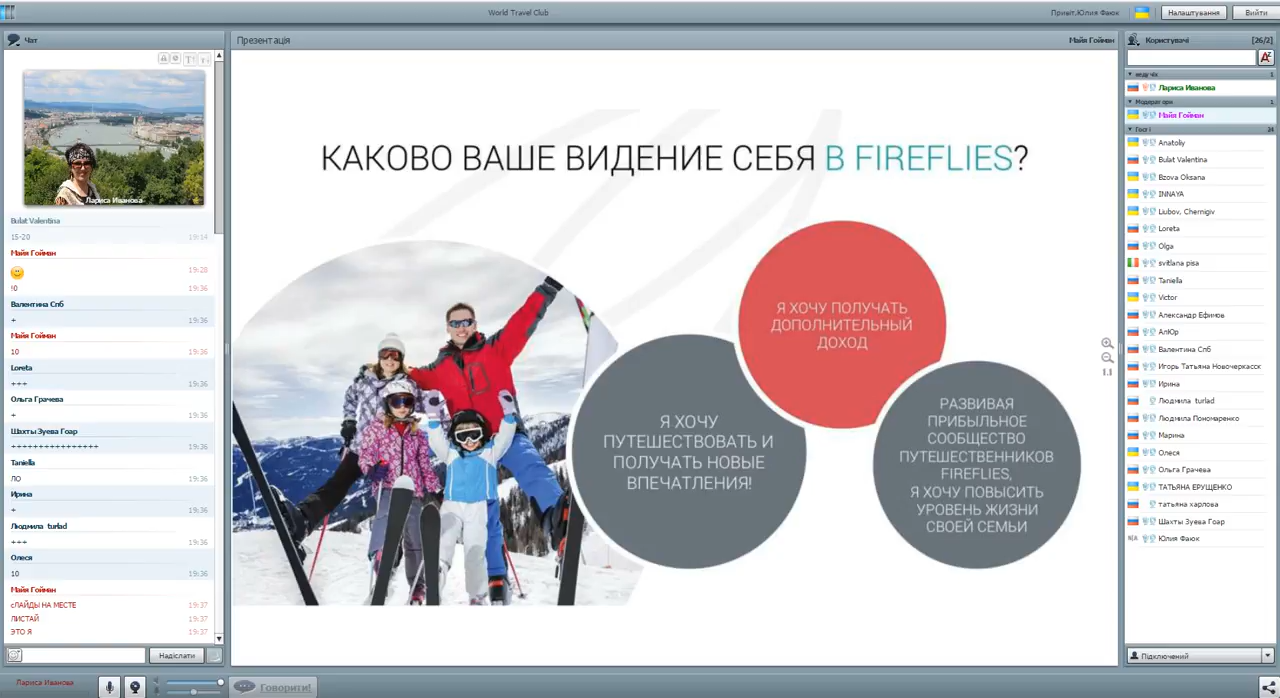 World Travel Club
Привіт,Юлия Фаюк
Налаштування
Вийти
Чат
Лариса Иванова
Bulat Valentina
15-20 19:14
Майя Гойман
19:28
!0 19:36
Валентина Спб
+ 19:36
Майя Гойман
10 19:36
Loreta
+++ 19:36
Ольга Грачева
+ 19:36
Шахты Зуева Гоар
++++++++++++++++ 19:36
Taniella
ЛО 19:36
Ирина
+ 19:36
Людмила turlad
+++ 19:36
Олеся
10 19:36
Майя Гойман
сЛАЙДЫ НА МЕСТЕ 19:37
ЛИСТАЙ 19:37
ЭТО Я 19:37
Надіслати
Лариса Иванова
Говорити!
Презентація
Майя Гойман
КАКОВО ВАШЕ ВИДЕНИЕ СЕБЯ В FIREFLIES?
Я ХОЧУ ПОЛУЧАТЬ
ДОПОЛНИТЕЛЬНЫЙ
ДОХОД
Я ХОЧУ
ПУТЕШЕСТВОВАТЬ И
ПОЛУЧАТЬ НОВЫЕ
ВПЕЧАТЛЕНИЯ!
РАЗВИВАЯ
ПРИБЫЛЬНОЕ
СООБЩЕСТВО
ПУТЕШЕСТВЕННИКОВ
FIREFLIES,
Я ХОЧУ ПОВЫСИТЬ
УРОВЕНЬ ЖИЗНИ
СВОЕЙ СЕМЬИ
1:1
Користувачі [26/2]
1
Лариса Иванова
Модератори 1
Майя Гойман
Гості 24
Anatoliy
Bulat Valentina
Bzova Oksana
INNAYA
Liubov, Chernigiv
Loreta
Olga
svitlana pisa
Taniella
Victor
Александр Ефимов
АлЮр
Валентина Спб
Игорь Татьяна Новочеркасск
Ирина
Людмила turlad
Людмила Пономаренко
Марина
Олеся
Ольга Грачева
ТАТЬЯНА ЕРУЩЕНКО
татьяна харлова
Шахты Зуева Гоар
N/A Юлия Фаюк
Підключений